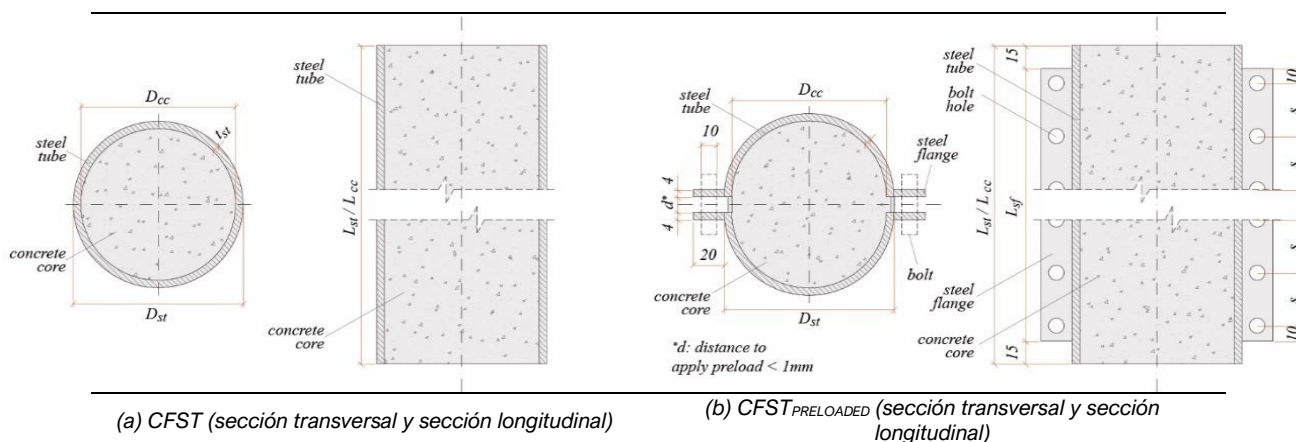 steel
tube
D_cc
t_st
concrete
core
D_st
steel
tube
L_st / L_cc
concrete
core
steel
tube
D_cc
10
steel
flange
4
d*
4
20
bolt
concrete
core
D_st
*d: distance to
apply preload < 1mm
15
steel
tube
bolt
hole
10
s
s
L_st / L_cc
L_sf
steel
flange
s
s
concrete
core
15
10
(a) CFST (sección transversal y sección longitudinal)
(b) CFST_PRELOADED (sección transversal y sección
longitudinal)